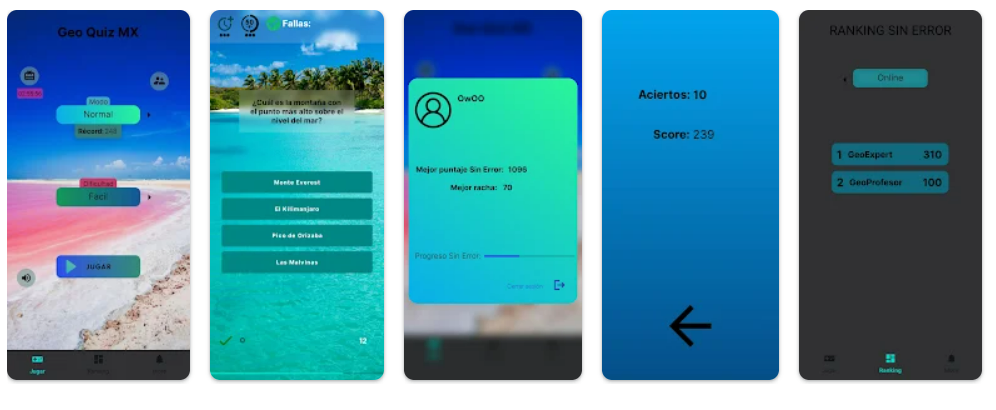 Geo Quiz MX
Modo
Normal
Record: 248
Dificultad
Facil
JUGAR
Jugar
Fallas:
¿Cuál es la montaña con
el punto más alto sobre el
nivel del mar?
Monte Everest
El Kilimanjaro
Pico de Orizaba
Las Malvinas
0
12
OwOO
Mejor puntaje Sin Error: 1096
Mejor racha: 70
Progreso Sin Error:
Cerrar sesión
Aciertos: 10
Score: 239
RANKING SIN ERROR
Online
1 GeoExpert 310
2 GeoProfesor 100
Ranking